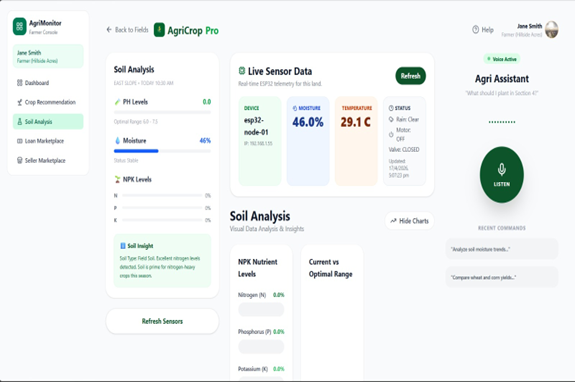 AgriMonitor
Farmer Console
Jane Smith
Farmer (Hillside Acres)
Dashboard
Crop Recommendation
Soil Analysis
Loan Marketplace
Seller Marketplace
Back to Fields
AgriCrop Pro
Help
Jane Smith
Farmer (Hillside Acres)
Soil Analysis
EAST SLOPE • TODAY 10:30 AM
PH Levels 0.0
Optimal Range: 6.0 - 7.5
Moisture 46%
Status: Stable
NPK Levels
N 0%
P 0%
K 0%
Soil Insight
Soil Type: Field Soil. Excellent nitrogen levels
detected. Soil is prime for nitrogen-heavy
crops this season.
Refresh Sensors
Live Sensor Data
Real-time ESP32 telemetry for this land.
Refresh
DEVICE
esp32-
node-01
MOISTURE
46.0%
TEMPERATURE
29.1 C
STATUS
Rain: Clear
Motor:
OFF
Valve: CLOSED
Updated:
17/4/2026,
5:07:23 pm
Soil Analysis
Visual Data Analysis & Insights
Hide Charts
NPK Nutrient
Levels
Nitrogen (N) 0.0%
Phosphorus (P) 0.0%
Potassium (K) 0.0%
Current vs
Optimal Range
Voice Active
Agri Assistant
"What should I plant in Section 4?"
LISTEN
RECENT COMMANDS
"Analyze soil moisture trends..."
"Compare wheat and corn yields..."